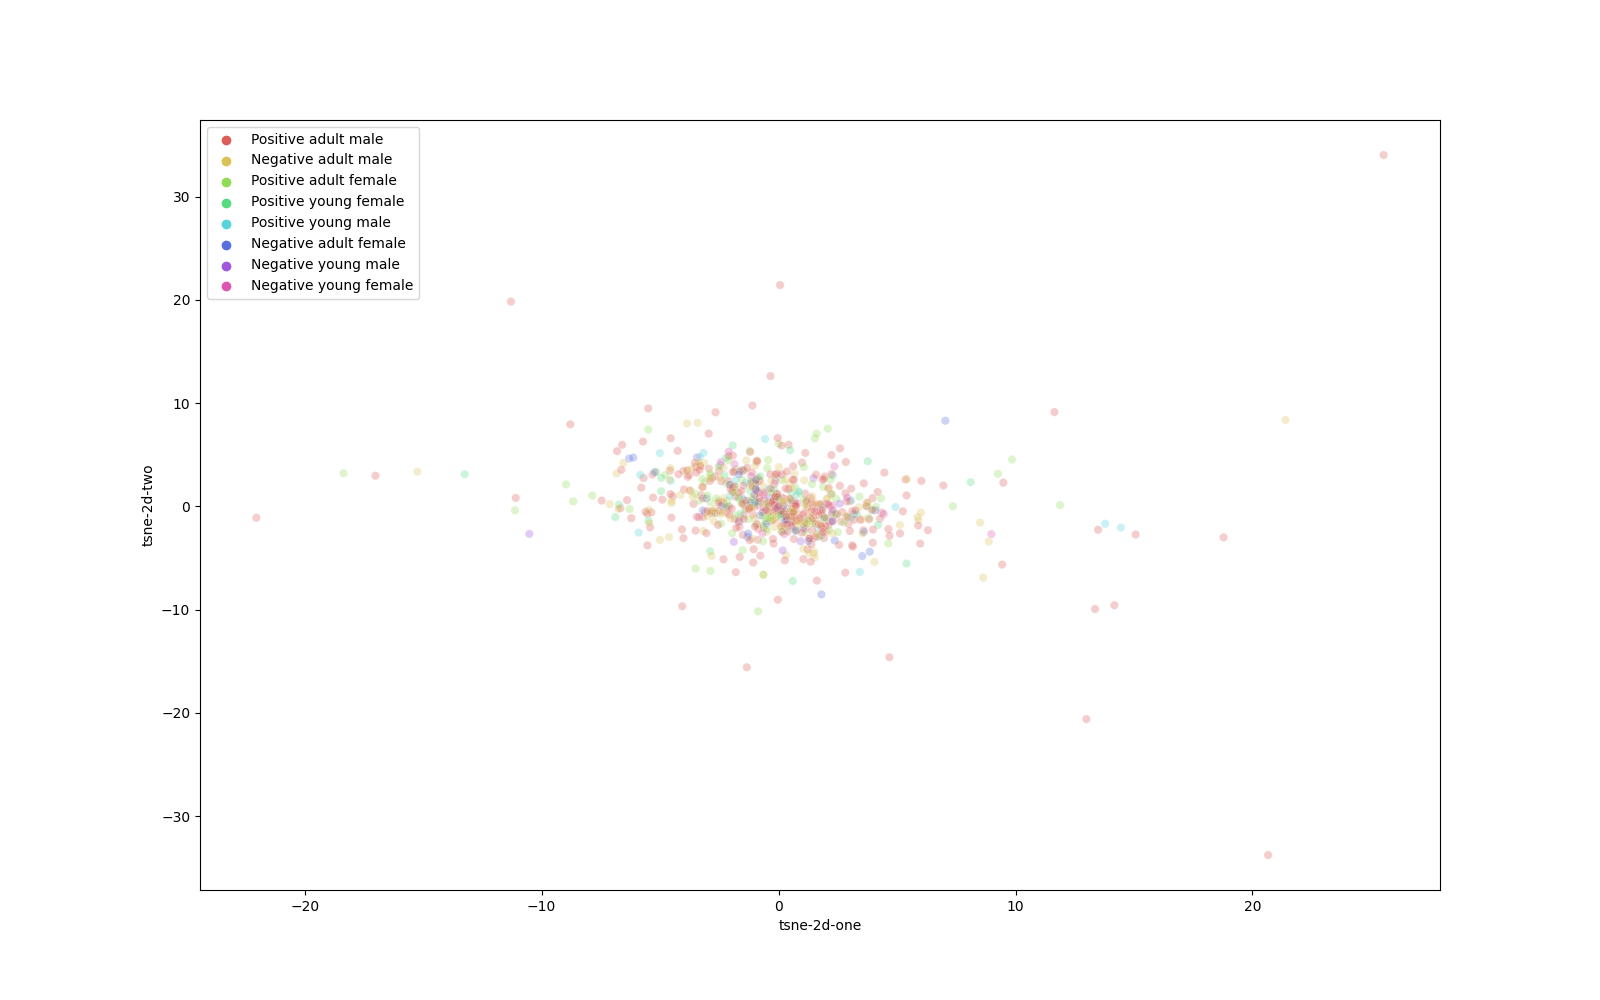 Positive adult male
Negative adult male
Positive adult female
Positive young female
Positive young male
Negative adult female
Negative young male
Negative young female
30
20
10
0
−10
−20
−30
tsne-2d-two
−20
−10
0
10
20
tsne-2d-one